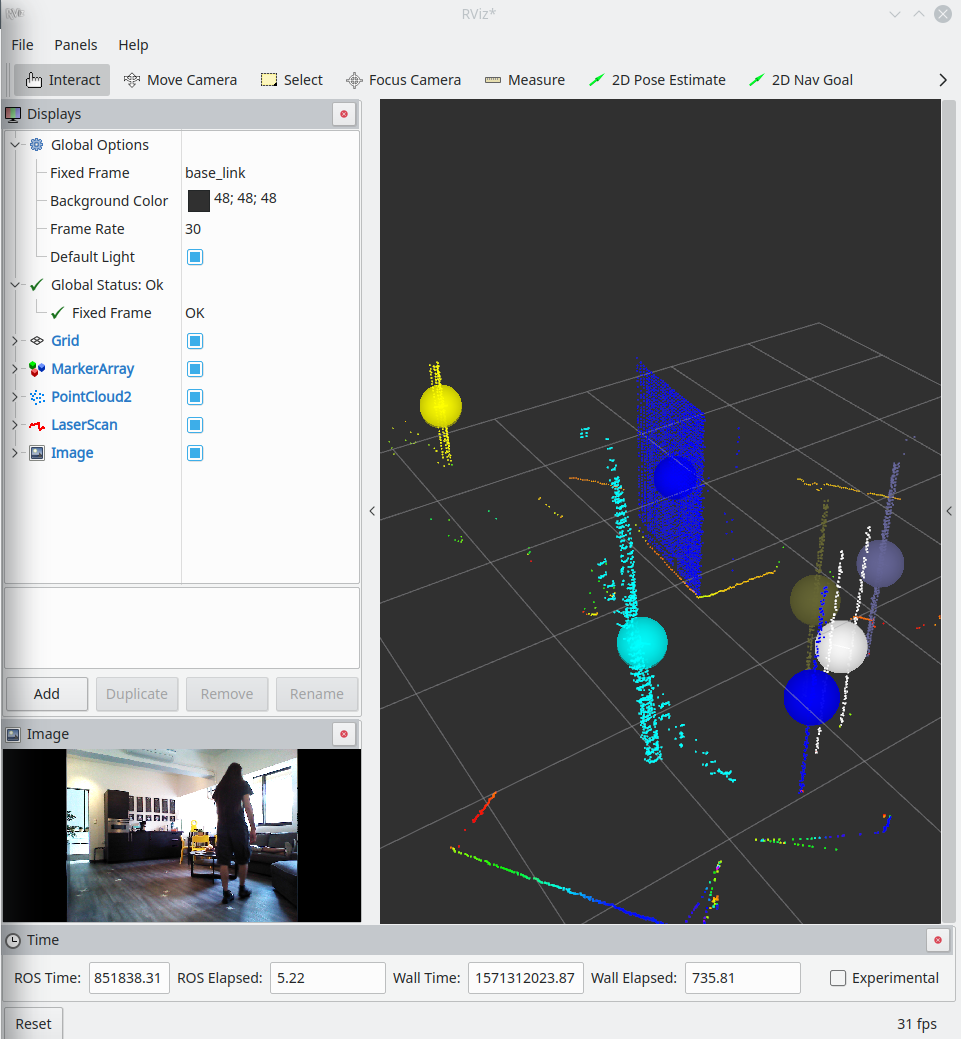 RViz*
File Panels Help
Interact Move Camera Select Focus Camera Measure 2D Pose Estimate 2D Nav Goal
Displays
Global Options
Fixed Frame base_link
Background Color 48; 48; 48
Frame Rate 30
Default Light
Global Status: Ok
Fixed Frame OK
Grid
MarkerArray
PointCloud2
LaserScan
Image
Add Duplicate Remove Rename
Image
Time
ROS Time: 851838.31 ROS Elapsed: 5.22 Wall Time: 1571312023.87 Wall Elapsed: 735.81 Experimental
Reset 31 fps